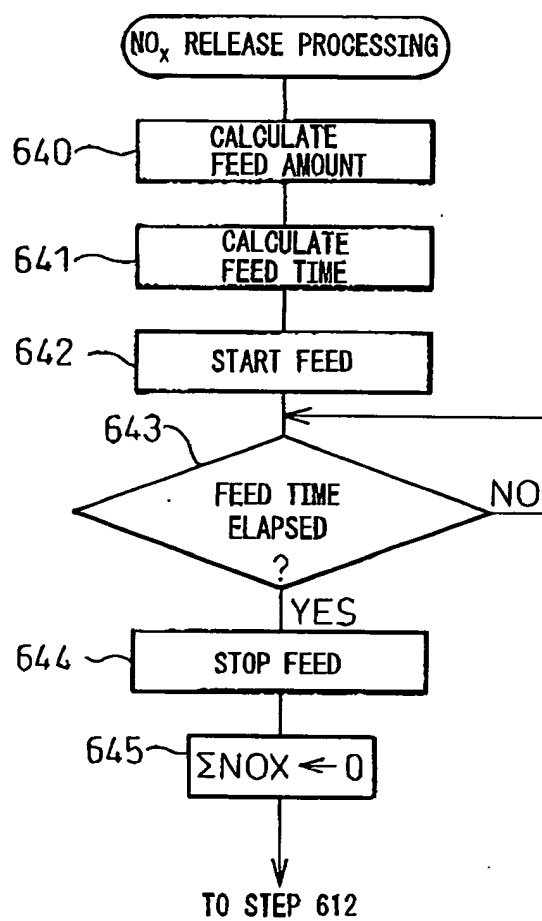 NOx RELEASE PROCESSING
640
CALCULATE
FEED AMOUNT
641
CALCULATE
FEED TIME
642
START FEED
643
FEED TIME
ELAPSED
?
NO
YES
644
STOP FEED
645
ΣNOX ← 0
TO STEP 612